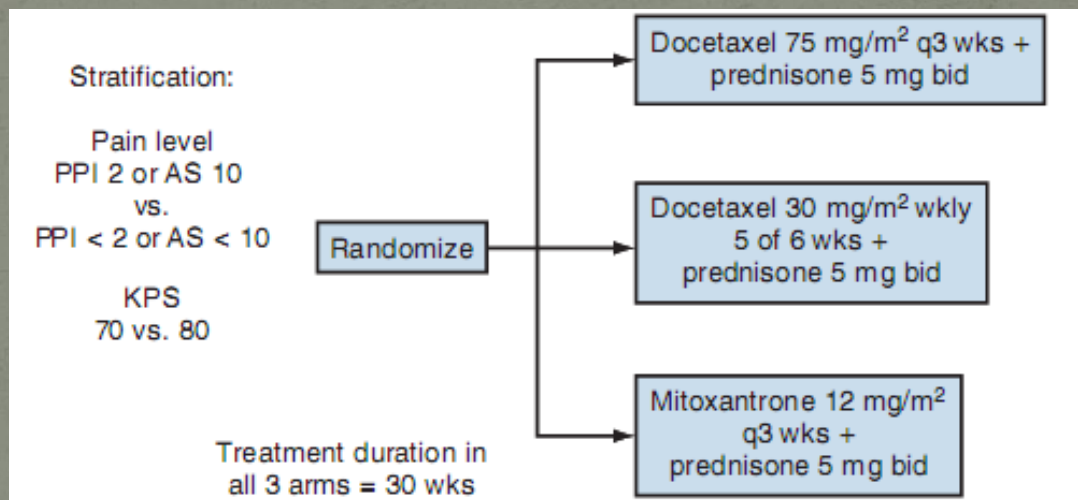 Stratification:
Pain level
PPI 2 or AS 10
vs.
PPI < 2 or AS < 10
KPS
70 vs. 80
Randomize
Docetaxel 75 mg/m² q3 wks +
prednisone 5 mg bid
Docetaxel 30 mg/m² wkly
5 of 6 wks +
prednisone 5 mg bid
Mitoxantrone 12 mg/m²
q3 wks +
prednisone 5 mg bid
Treatment duration in
all 3 arms = 30 wks